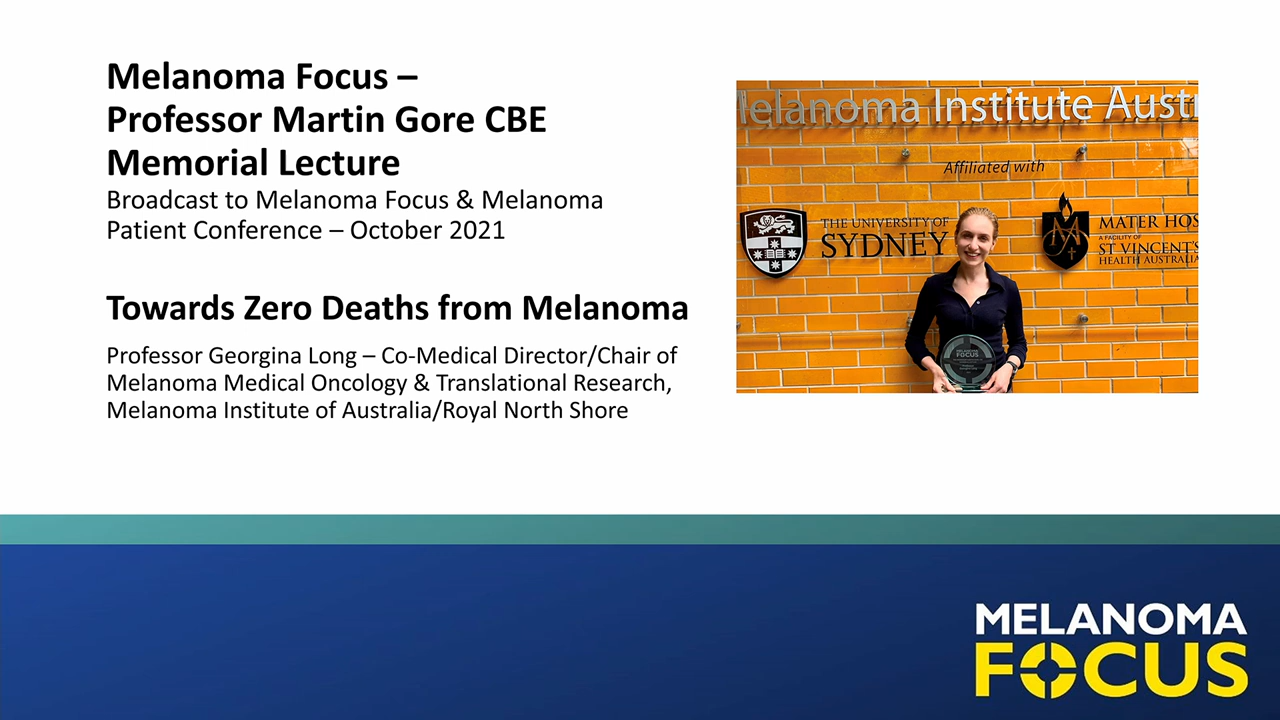 Melanoma Focus –
Professor Martin Gore CBE
Memorial Lecture
Broadcast to Melanoma Focus & Melanoma
Patient Conference – October 2021
Towards Zero Deaths from Melanoma
Professor Georgina Long – Co-Medical Director/Chair of
Melanoma Medical Oncology & Translational Research,
Melanoma Institute of Australia/Royal North Shore
elanoma Institute Austr
Affiliated with
THE UNIVERSITY OF
SYDNEY
MATER HOS
A FACILITY OF
ST VINCENT'S
HEALTH AUSTRALIA
MELANOMA
FOCUS
MELANOMA
FOCUS